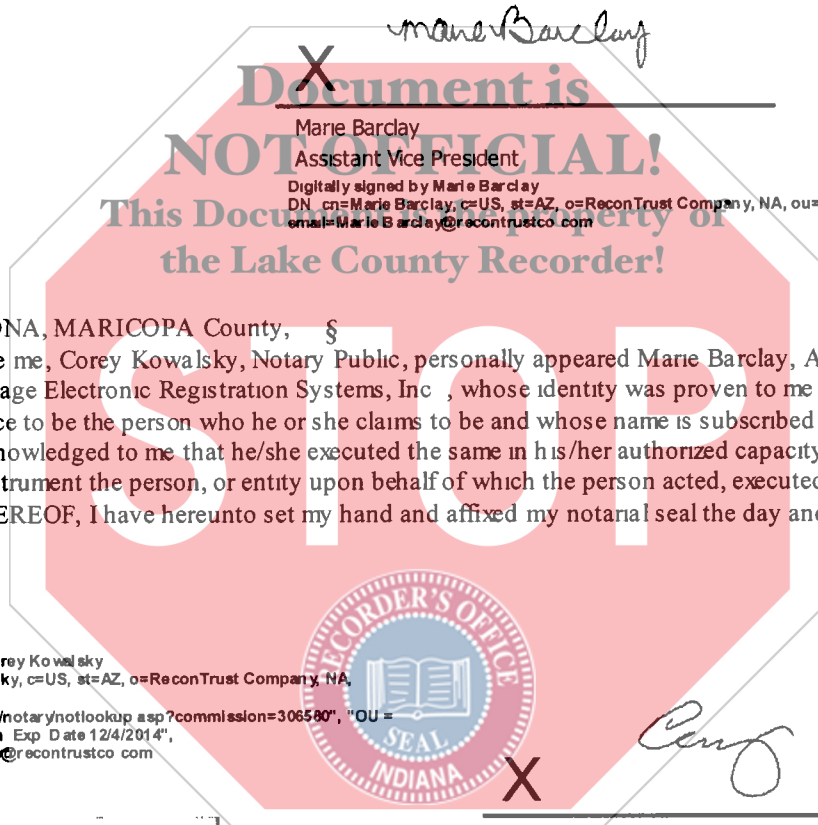 Marie Barclay
X
Document is
Marie Barclay
NOT OFFICIAL!
Assistant Vice President
Digitally signed by Marie Barclay
DN cn=Marie Barclay, c=US, st=AZ, o=ReconTrust Company, NA, ou=
This Document is the property of
email=Marie Barclay@recontrustco com
the Lake County Recorder!
ONA, MARICOPA County, §
e me, Corey Kowalsky, Notary Public, personally appeared Marie Barclay, A
age Electronic Registration Systems, Inc , whose identity was proven to me
ce to be the person who he or she claims to be and whose name is subscribed
nowledged to me that he/she executed the same in his/her authorized capacity
trument the person, or entity upon behalf of which the person acted, executed
EREOF, I have hereunto set my hand and affixed my notarial seal the day and
STOP
RECORDER'S OFFICE
SEAL
INDIANA
rey Kowalsky
ky, c=US, st=AZ, o=ReconTrust Company, NA,
/notary/notlookup asp?commission=306580", "OU =
n Exp Date 12/4/2014",
@recontrustco com
X